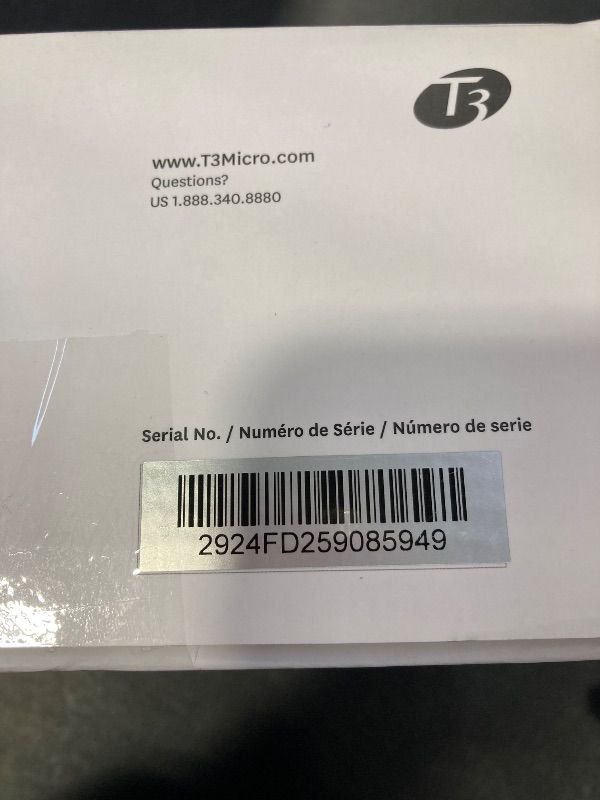 T3
www.T3Micro.com
Questions?
US 1.888.340.8880
Serial No. / Numéro de Série / Número de serie
2924FD259085949